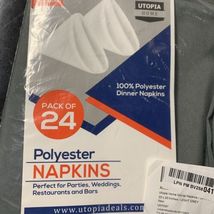 UTOPIA
HOME
100% Polyester
Dinner Napkins
PACK OF
24
Polyester
NAPKINS
Perfect for Parties, Weddings,
Restaurants and Bars
www.utopiadeals.com